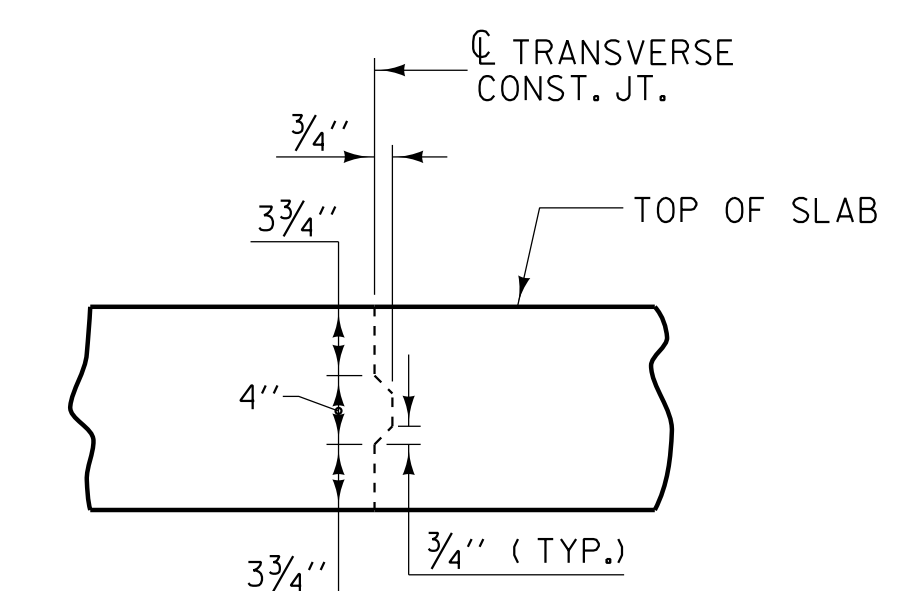 ℄ TRANSVERSE
CONST. JT.
3/4''
3 3/4''
TOP OF SLAB
4''
3/4'' (TYP.)
3 3/4''